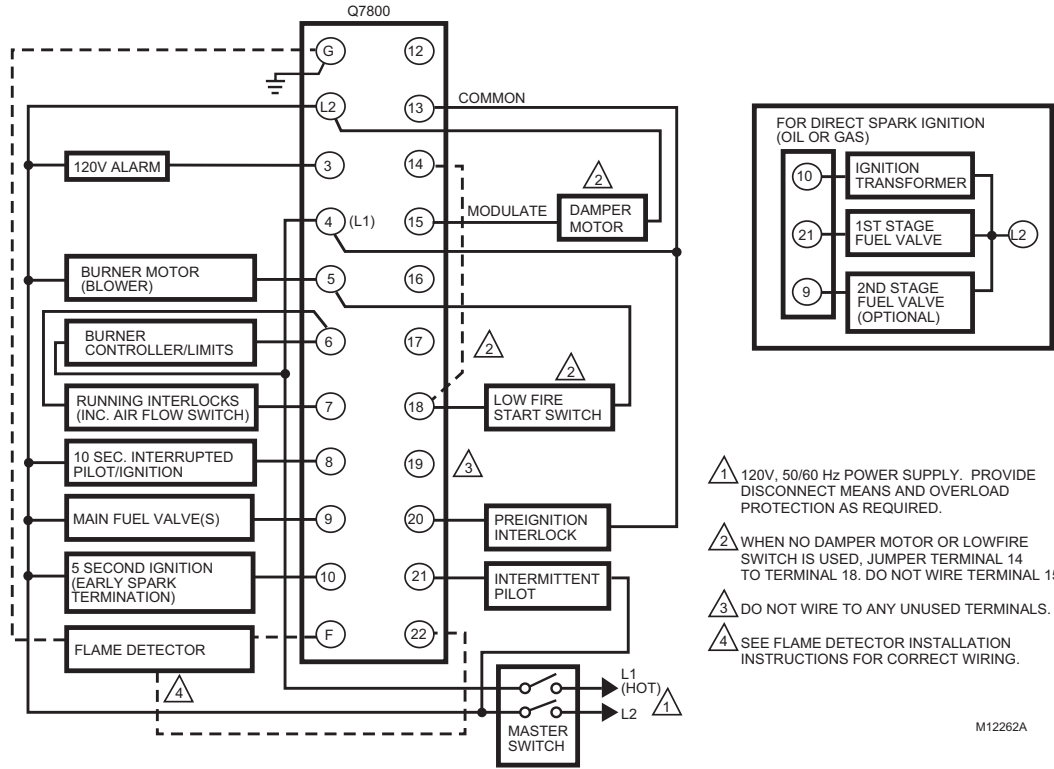 Q7800
G
12
L2
13
COMMON
120V ALARM
3
14
2
4
(L1)
15
MODULATE
DAMPER
MOTOR
BURNER MOTOR
(BLOWER)
5
16
BURNER
CONTROLLER/LIMITS
6
17
2
2
RUNNING INTERLOCKS
(INC. AIR FLOW SWITCH)
7
18
LOW FIRE
START SWITCH
10 SEC. INTERRUPTED
PILOT/IGNITION
8
19
3
MAIN FUEL VALVE(S)
9
20
PREIGNITION
INTERLOCK
5 SECOND IGNITION
(EARLY SPARK
TERMINATION)
10
21
INTERMITTENT
PILOT
FLAME DETECTOR
F
22
4
L1
(HOT)
L2
1
MASTER
SWITCH
FOR DIRECT SPARK IGNITION
(OIL OR GAS)
10
IGNITION
TRANSFORMER
21
1ST STAGE
FUEL VALVE
L2
9
2ND STAGE
FUEL VALVE
(OPTIONAL)
1 120V, 50/60 Hz POWER SUPPLY. PROVIDE
DISCONNECT MEANS AND OVERLOAD
PROTECTION AS REQUIRED.
2 WHEN NO DAMPER MOTOR OR LOWFIRE
SWITCH IS USED, JUMPER TERMINAL 14
TO TERMINAL 18. DO NOT WIRE TERMINAL 15
3 DO NOT WIRE TO ANY UNUSED TERMINALS.
4 SEE FLAME DETECTOR INSTALLATION
INSTRUCTIONS FOR CORRECT WIRING.
M12262A